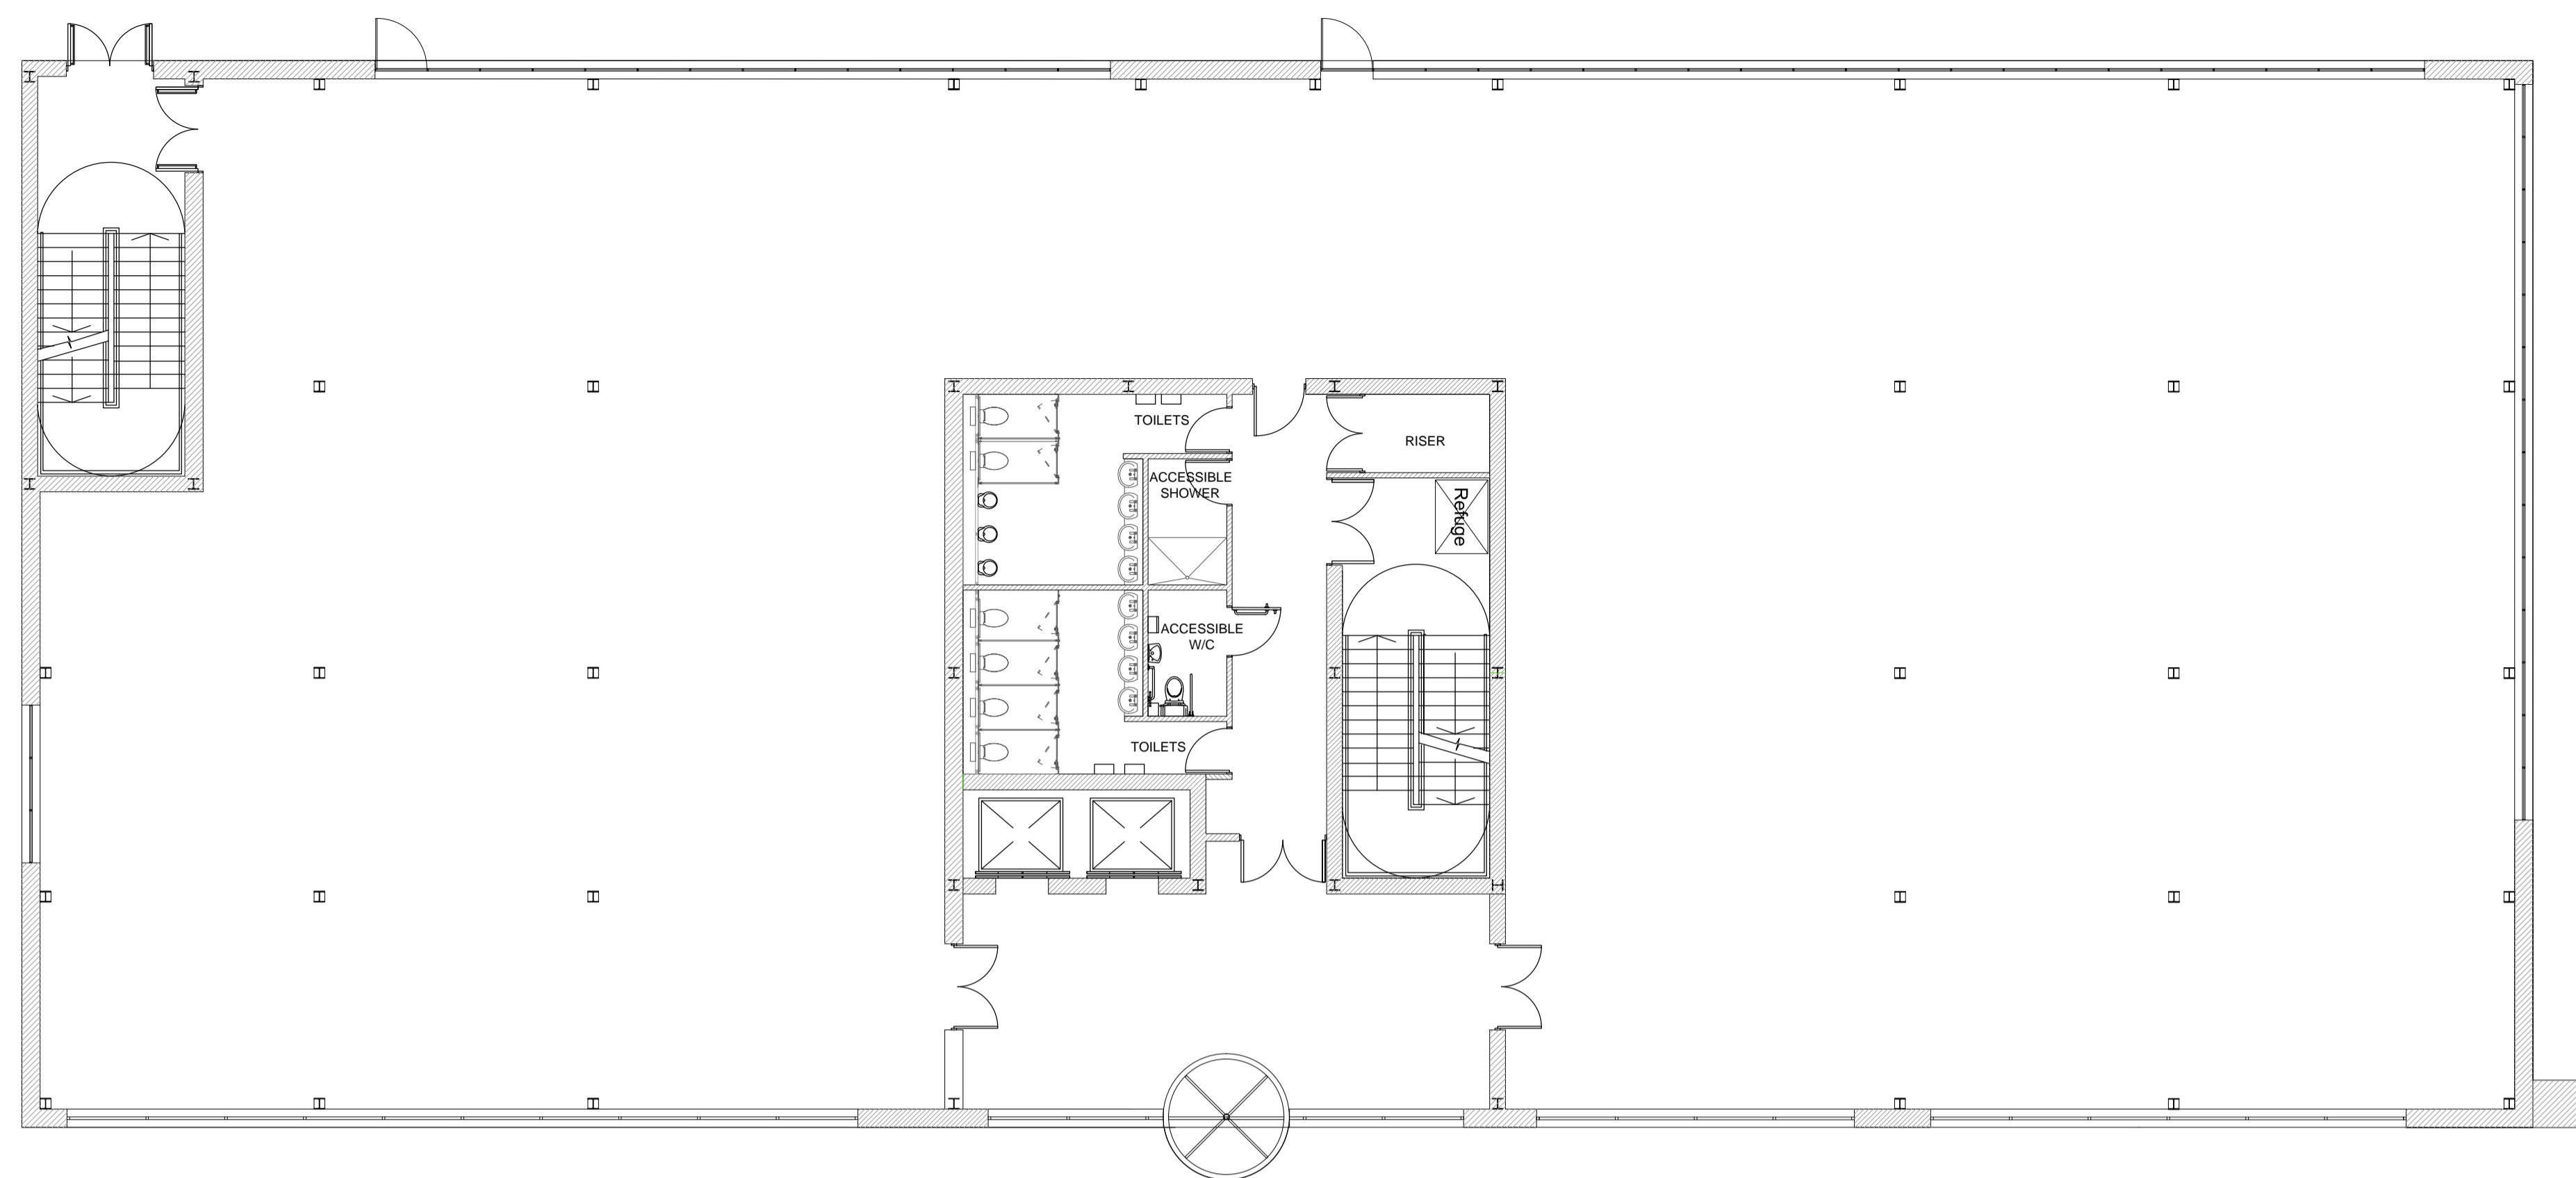 TOILETS
RISER
ACCESSIBLE
SHOWER
Refuge
ACCESSIBLE
W/C
TOILETS